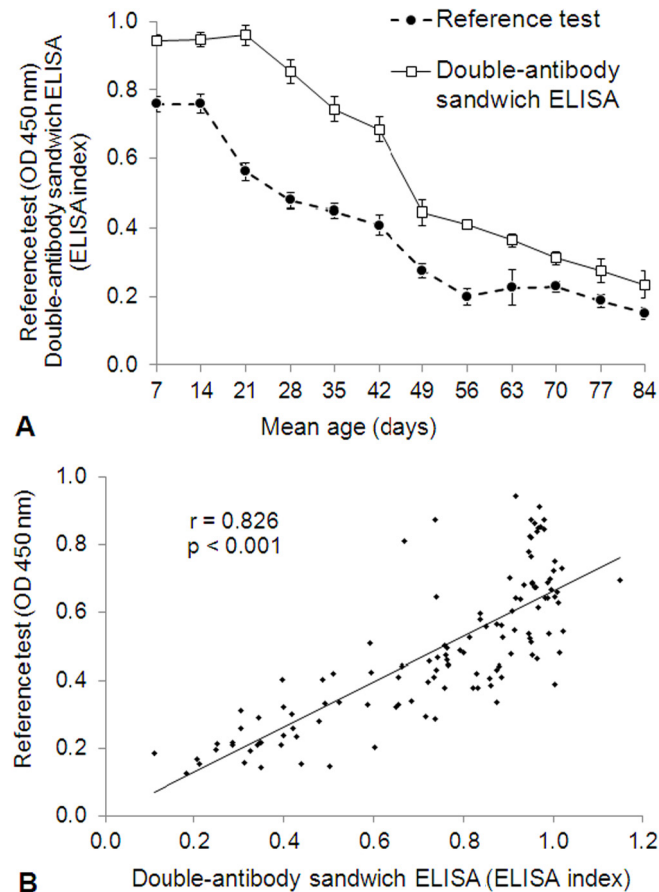 Reference test
Double-antibody
sandwich ELISA
Reference test (OD 450 nm)
Double-antibody sandwich ELISA
(ELISA index)
1.0
0.8
0.6
0.4
0.2
0.0
7 14 21 28 35 42 49 56 63 70 77 84
Mean age (days)
A
r = 0.826
p < 0.001
Reference test (OD 450 nm)
1.0
0.8
0.6
0.4
0.2
0.0
0.0 0.2 0.4 0.6 0.8 1.0 1.2
Double-antibody sandwich ELISA (ELISA index)
B